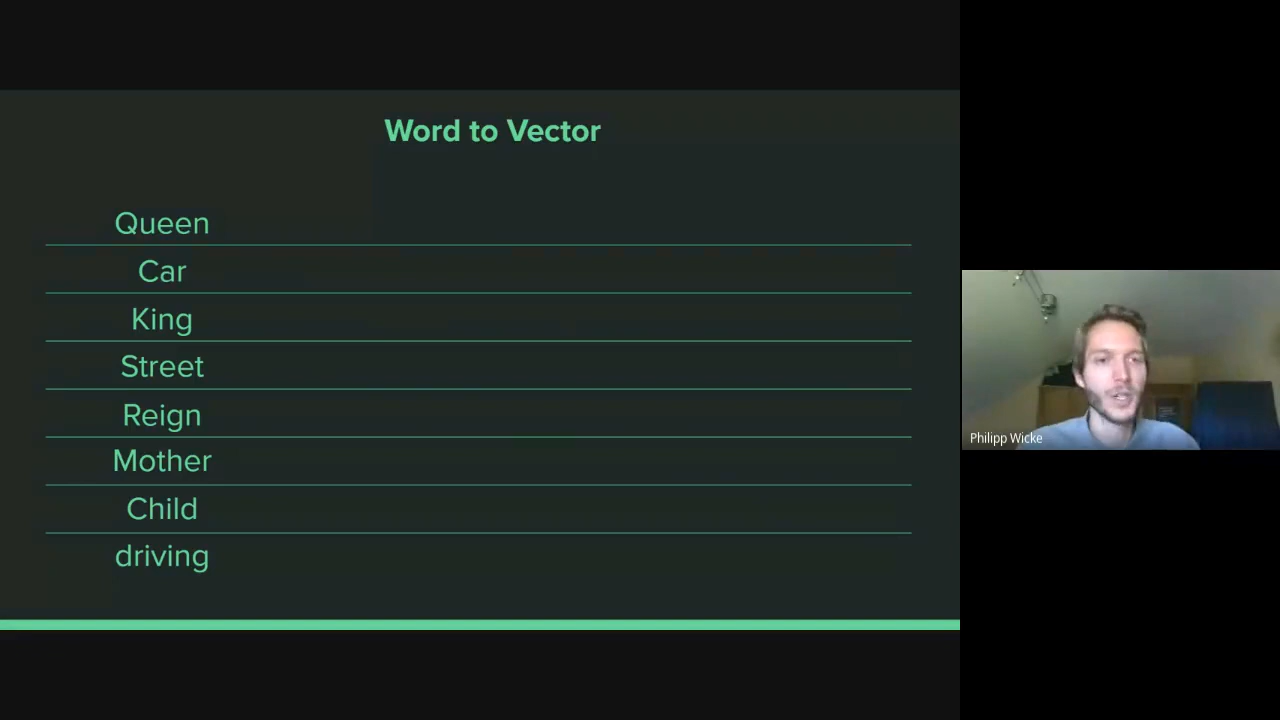 Word to Vector
Queen
Car
King
Street
Reign
Mother
Child
driving
Philipp Wicke